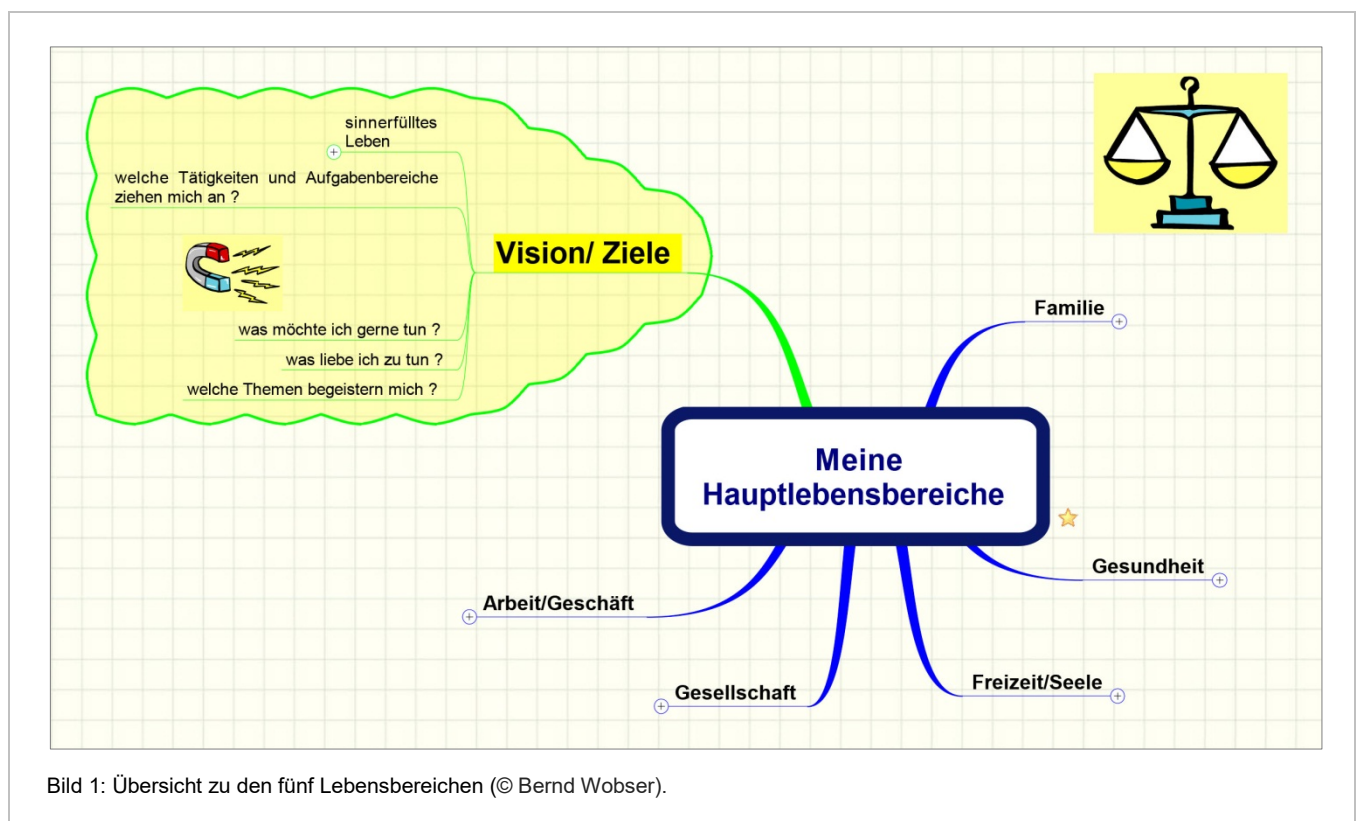 sinnerfülltes
Leben
welche Tätigkeiten und Aufgabenbereiche
ziehen mich an ?
Vision/ Ziele
was möchte ich gerne tun ?
was liebe ich zu tun ?
welche Themen begeistern mich ?
Familie
Meine
Hauptlebensbereiche
Gesundheit
Arbeit/Geschäft
Freizeit/Seele
Gesellschaft
Bild 1: Übersicht zu den fünf Lebensbereichen (© Bernd Wobser).